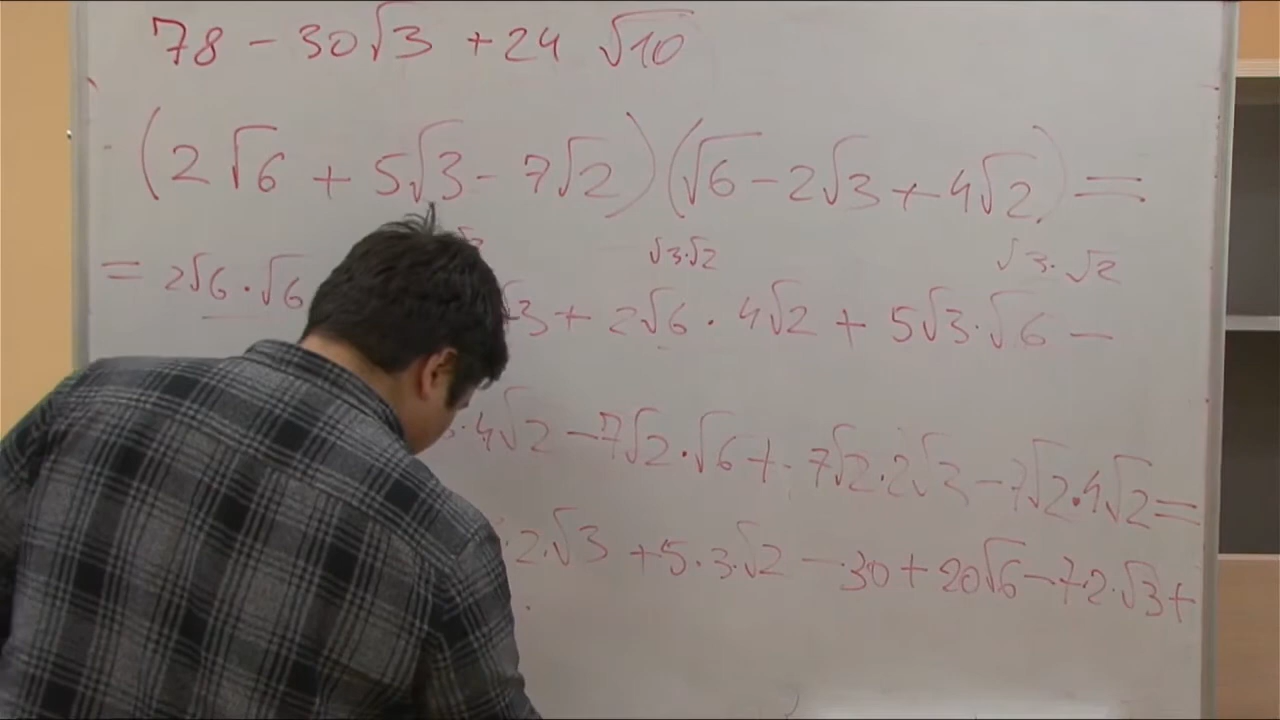 78 - 30√3 + 24 √10
(2√6 + 5√3 - 7√2)(√6 - 2√3 + 4√2) =
√3·√2 √3·√2
= 2√6·√6 √3 + 2√6 · 4√2 + 5√3·√6 -
·4√2 - 7√2·√6 + 7√2·2√3 - 7√2·4√2 =
·2·√3 + 5·3·√2 - 30 + 20√6 - 7·2·√3 +